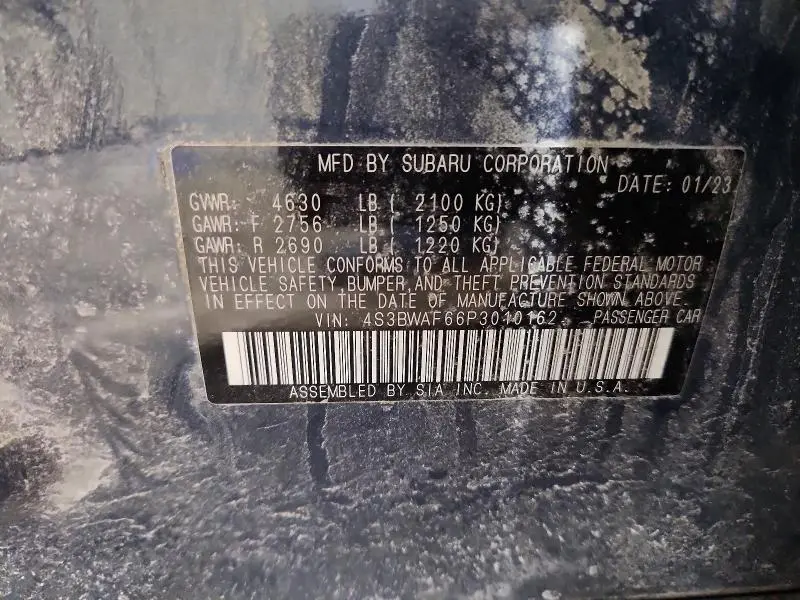 MFD BY SUBARU CORPORATION
DATE: 01/23
GVWR: 4630 LB ( 2100 KG)
GAWR: F 2756 LB ( 1250 KG)
GAWR: R 2690 LB ( 1220 KG)
THIS VEHICLE CONFORMS TO ALL APPLICABLE FEDERAL MOTOR
VEHICLE SAFETY, BUMPER, AND THEFT PREVENTION STANDARDS
IN EFFECT ON THE DATE OF MANUFACTURE SHOWN ABOVE.
VIN: 4S3BWAF66P3010162 PASSENGER CAR
ASSEMBLED BY SIA INC. MADE IN U.S.A.